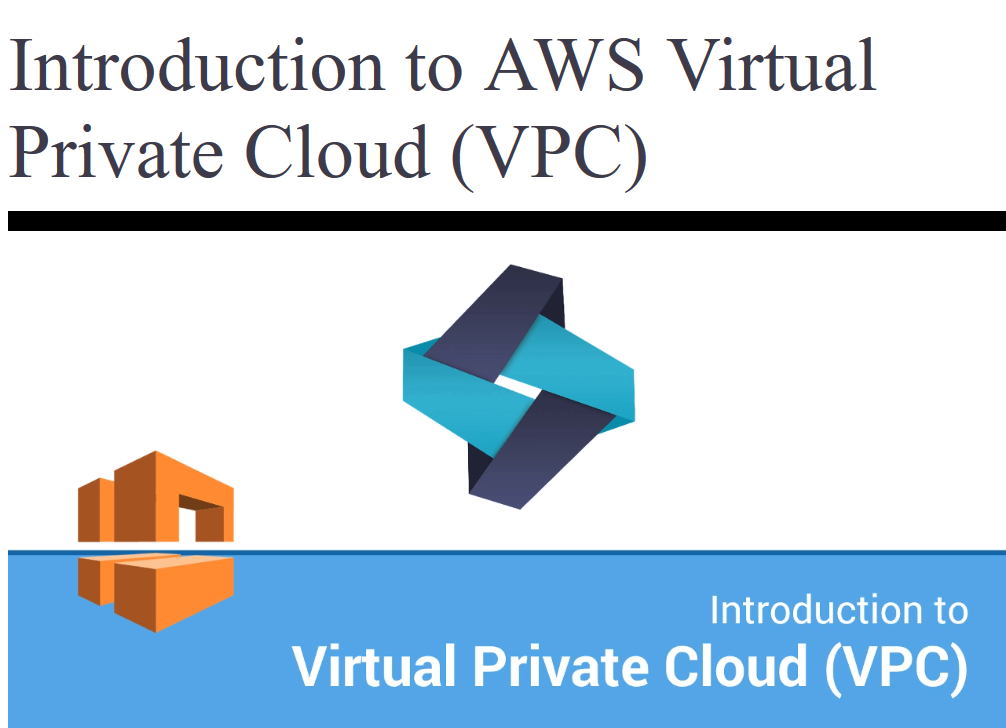 Introduction to AWS Virtual
Private Cloud (VPC)
Introduction to
Virtual Private Cloud (VPC)